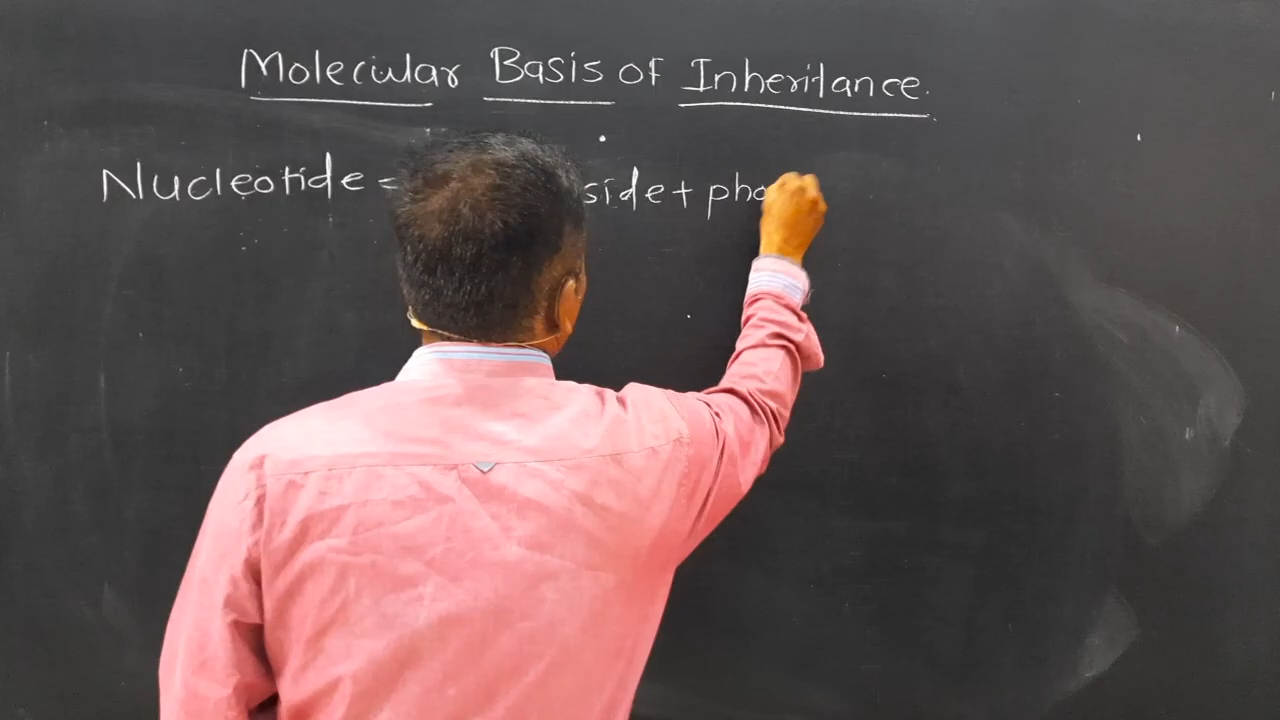 Molecular Basis of Inheritance.
Nucleotide = side + pho